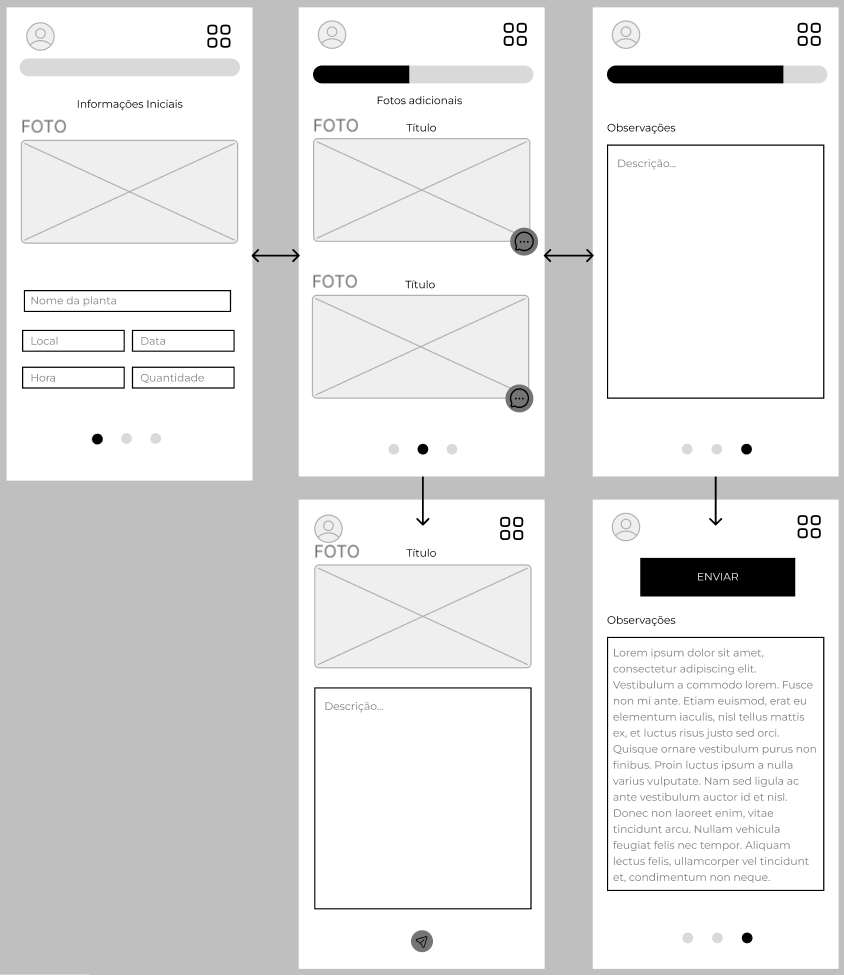 Informações Iniciais
FOTO
Nome da planta
Local
Data
Hora
Quantidade
Fotos adicionais
FOTO
Título
FOTO
Título
Observações
Descrição...
FOTO
Título
Descrição...
ENVIAR
Observações
Lorem ipsum dolor sit amet,
consectetur adipiscing elit.
Vestibulum a commodo lorem. Fusce
non mi ante. Etiam euismod, erat eu
elementum iaculis, nisl tellus mattis
ex, et luctus risus justo sed orci.
Quisque ornare vestibulum purus non
finibus. Proin luctus ipsum a nulla
varius vulputate. Nam sed ligula ac
ante vestibulum auctor id et nisl.
Donec non laoreet enim, vitae
tincidunt arcu. Nullam vehicula
feugiat felis nec tempor. Aliquam
lectus felis, ullamcorper vel tincidunt
et, condimentum non neque.